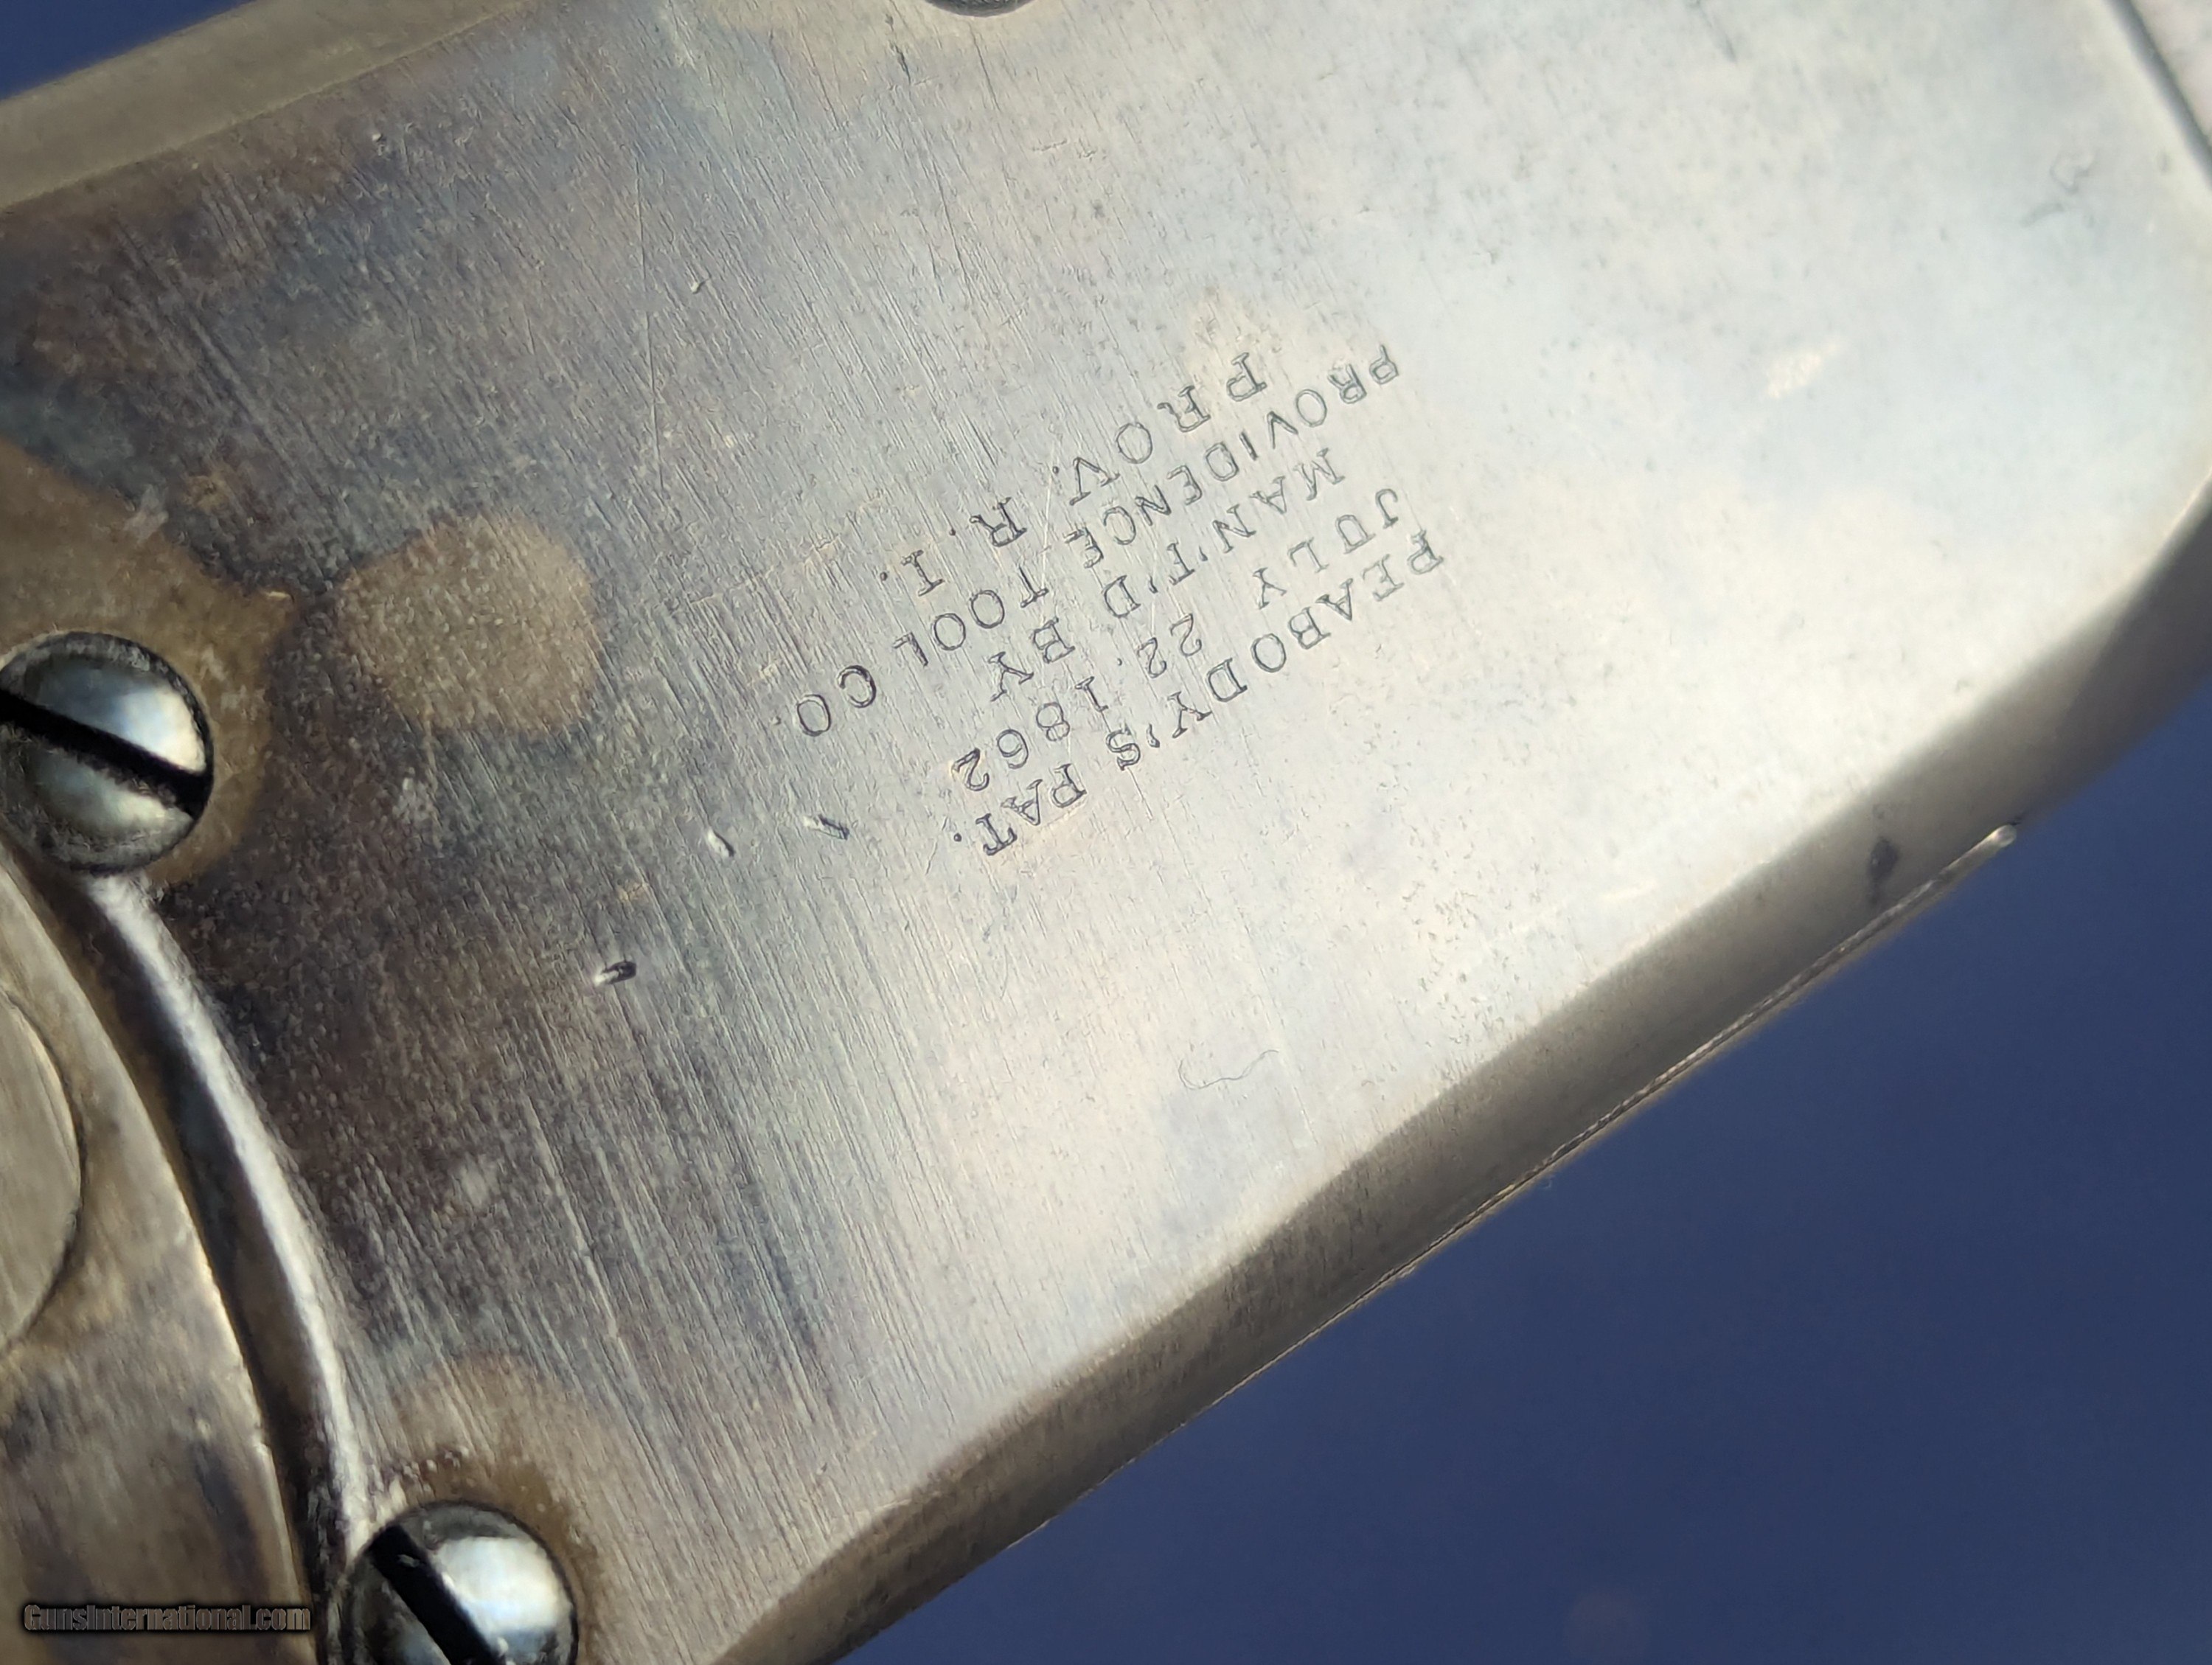 PEABODY'S PAT.
JULY 22. 1862
MAN'F'D BY
PROVIDENCE TOOL CO.
PROV. R. I.
GunsInternational.com